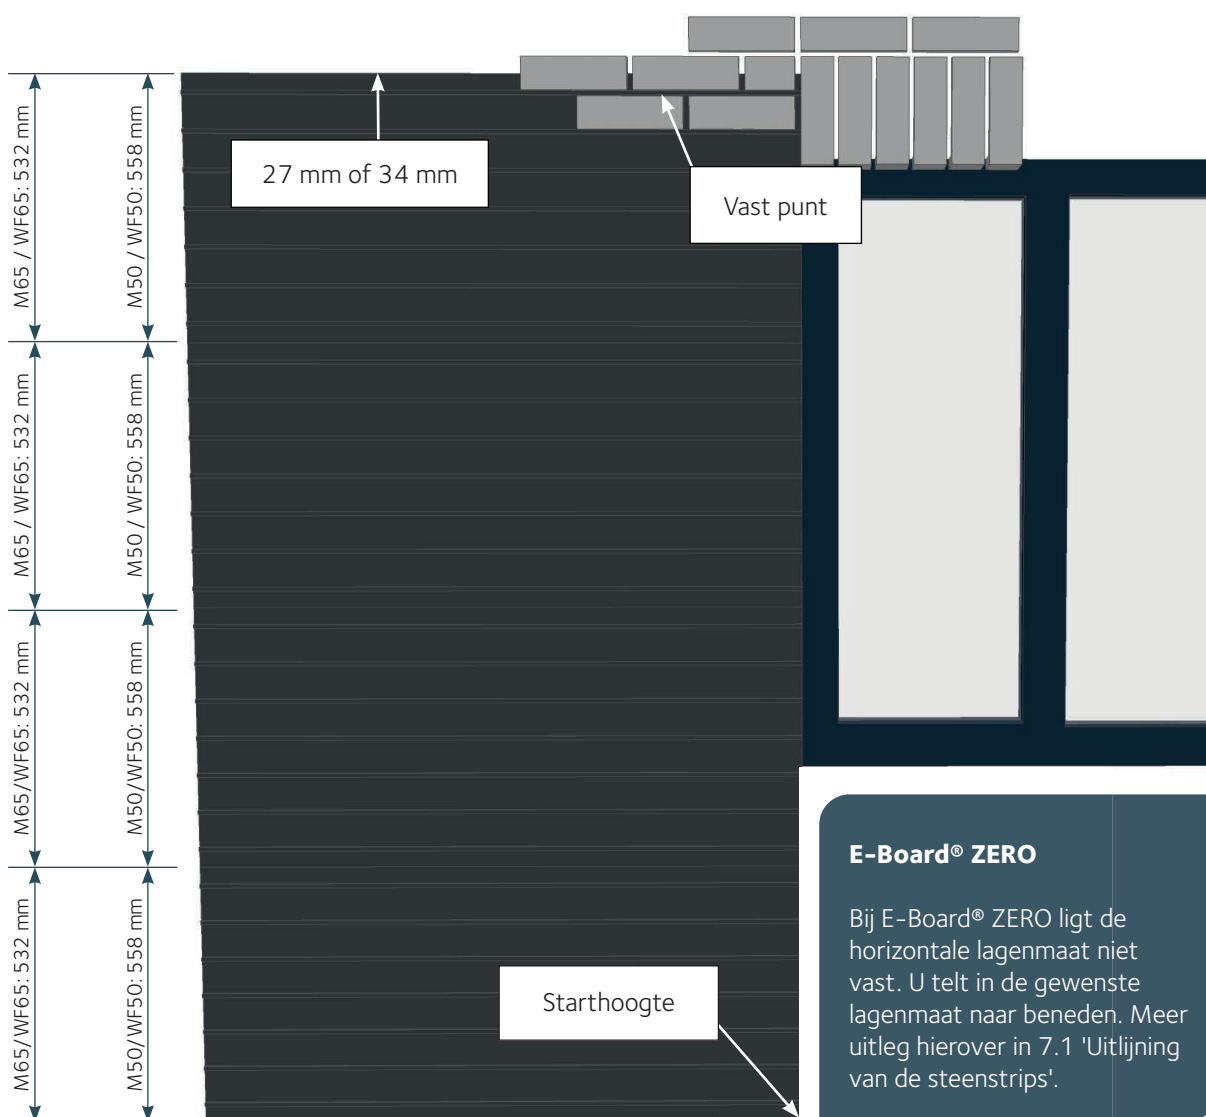 27 mm of 34 mm
Vast punt
M65 / WF65: 532 mm
M50 / WF50: 558 mm
M65 / WF65: 532 mm
M50 / WF50: 558 mm
M65/WF65: 532 mm
M50/WF50: 558 mm
M65/WF65: 532 mm
M50/WF50: 558 mm
Starthoogte
E-Board® ZERO
Bij E-Board® ZERO ligt de
horizontale lagenmaat niet
vast. U telt in de gewenste
lagenmaat naar beneden. Meer
uitleg hierover in 7.1 'Uitlijning
van de steenstrips'.